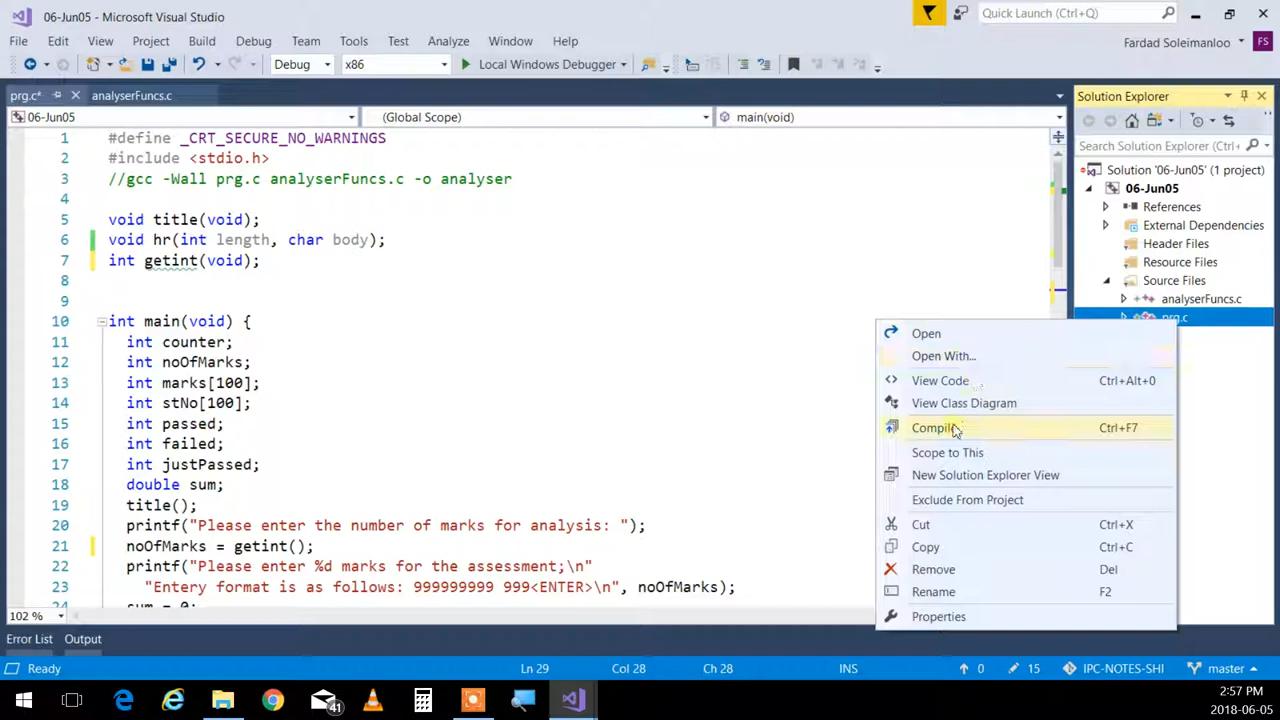 06-Jun05 - Microsoft Visual Studio
Quick Launch (Ctrl+Q)
File Edit View Project Build Debug Team Tools Test Analyze Window Help
Fardad Soleimanloo FS
Debug x86 Local Windows Debugger
prg.c* analyserFuncs.c
06-Jun05 (Global Scope) main(void)
1 #define _CRT_SECURE_NO_WARNINGS
2 #include <stdio.h>
3 //gcc -Wall prg.c analyserFuncs.c -o analyser
4
5 void title(void);
6 void hr(int length, char body);
7 int getint(void);
8
9
10 int main(void) {
11 int counter;
12 int noOfMarks;
13 int marks[100];
14 int stNo[100];
15 int passed;
16 int failed;
17 int justPassed;
18 double sum;
19 title();
20 printf("Please enter the number of marks for analysis: ");
21 noOfMarks = getint();
22 printf("Please enter %d marks for the assessment;\n"
23 "Entery format is as follows: 999999999 999<ENTER>\n", noOfMarks);
24 sum = 0;
102 %
Solution Explorer
Search Solution Explorer (Ctrl+
Solution '06-Jun05' (1 project)
06-Jun05
References
External Dependencies
Header Files
Resource Files
Source Files
analyserFuncs.c
prg.c
Open
Open With...
View Code Ctrl+Alt+0
View Class Diagram
Compile Ctrl+F7
Scope to This
New Solution Explorer View
Exclude From Project
Cut Ctrl+X
Copy Ctrl+C
Remove Del
Rename F2
Properties
Error List Output
Ready Ln 29 Col 28 Ch 28 INS 0 15 IPC-NOTES-SHI master
41
2:57 PM
2018-06-05